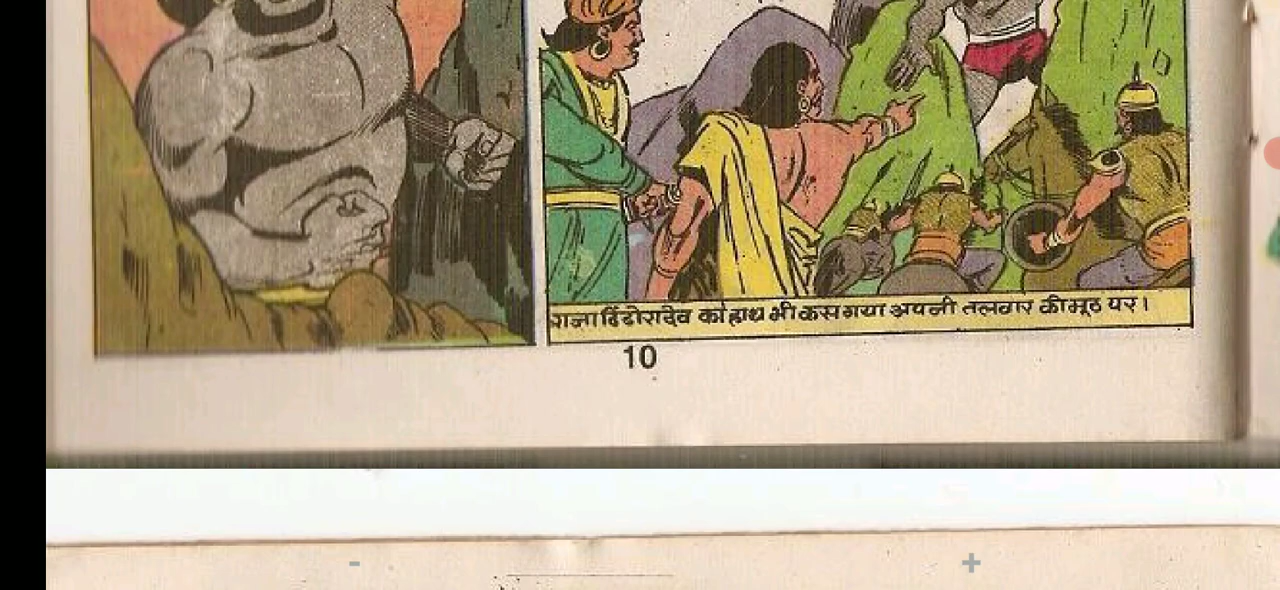 राजा ढिंढोरादेव का हाथ भी कस गया अपनी तलवार की मूठ पर।
10